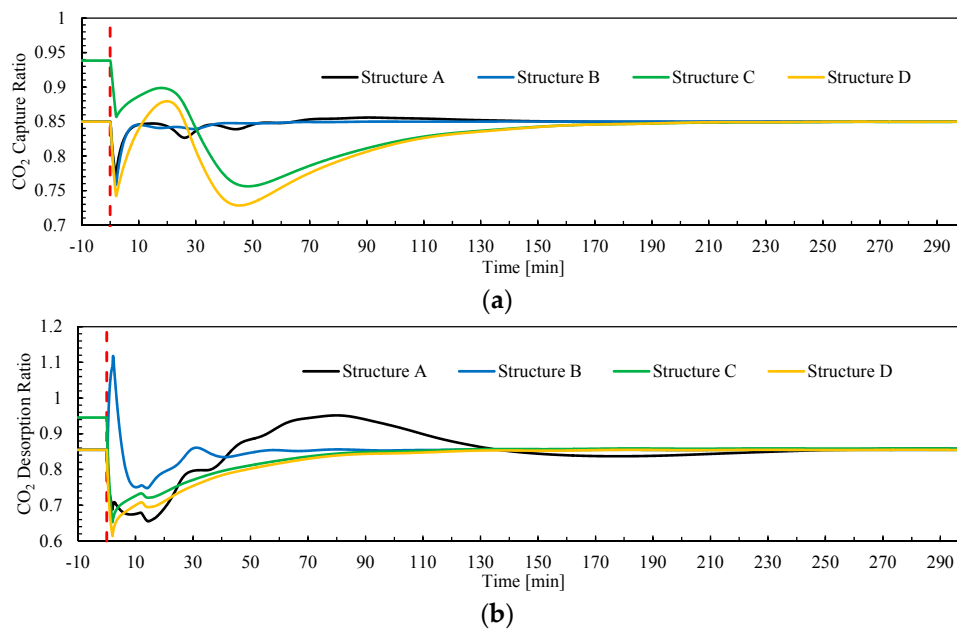 (a)
1
0.95
0.9
0.85
0.8
0.75
0.7
CO₂ Capture Ratio
Structure A Structure B Structure C Structure D
-10 10 30 50 70 90 110 130 150 170 190 210 230 250 270 290
Time [min]
(a)
1.2
1.1
1
0.9
0.8
0.7
0.6
CO₂ Desorption Ratio
Structure A Structure B Structure C Structure D
-10 10 30 50 70 90 110 130 150 170 190 210 230 250 270 290
Time [min]
(b)